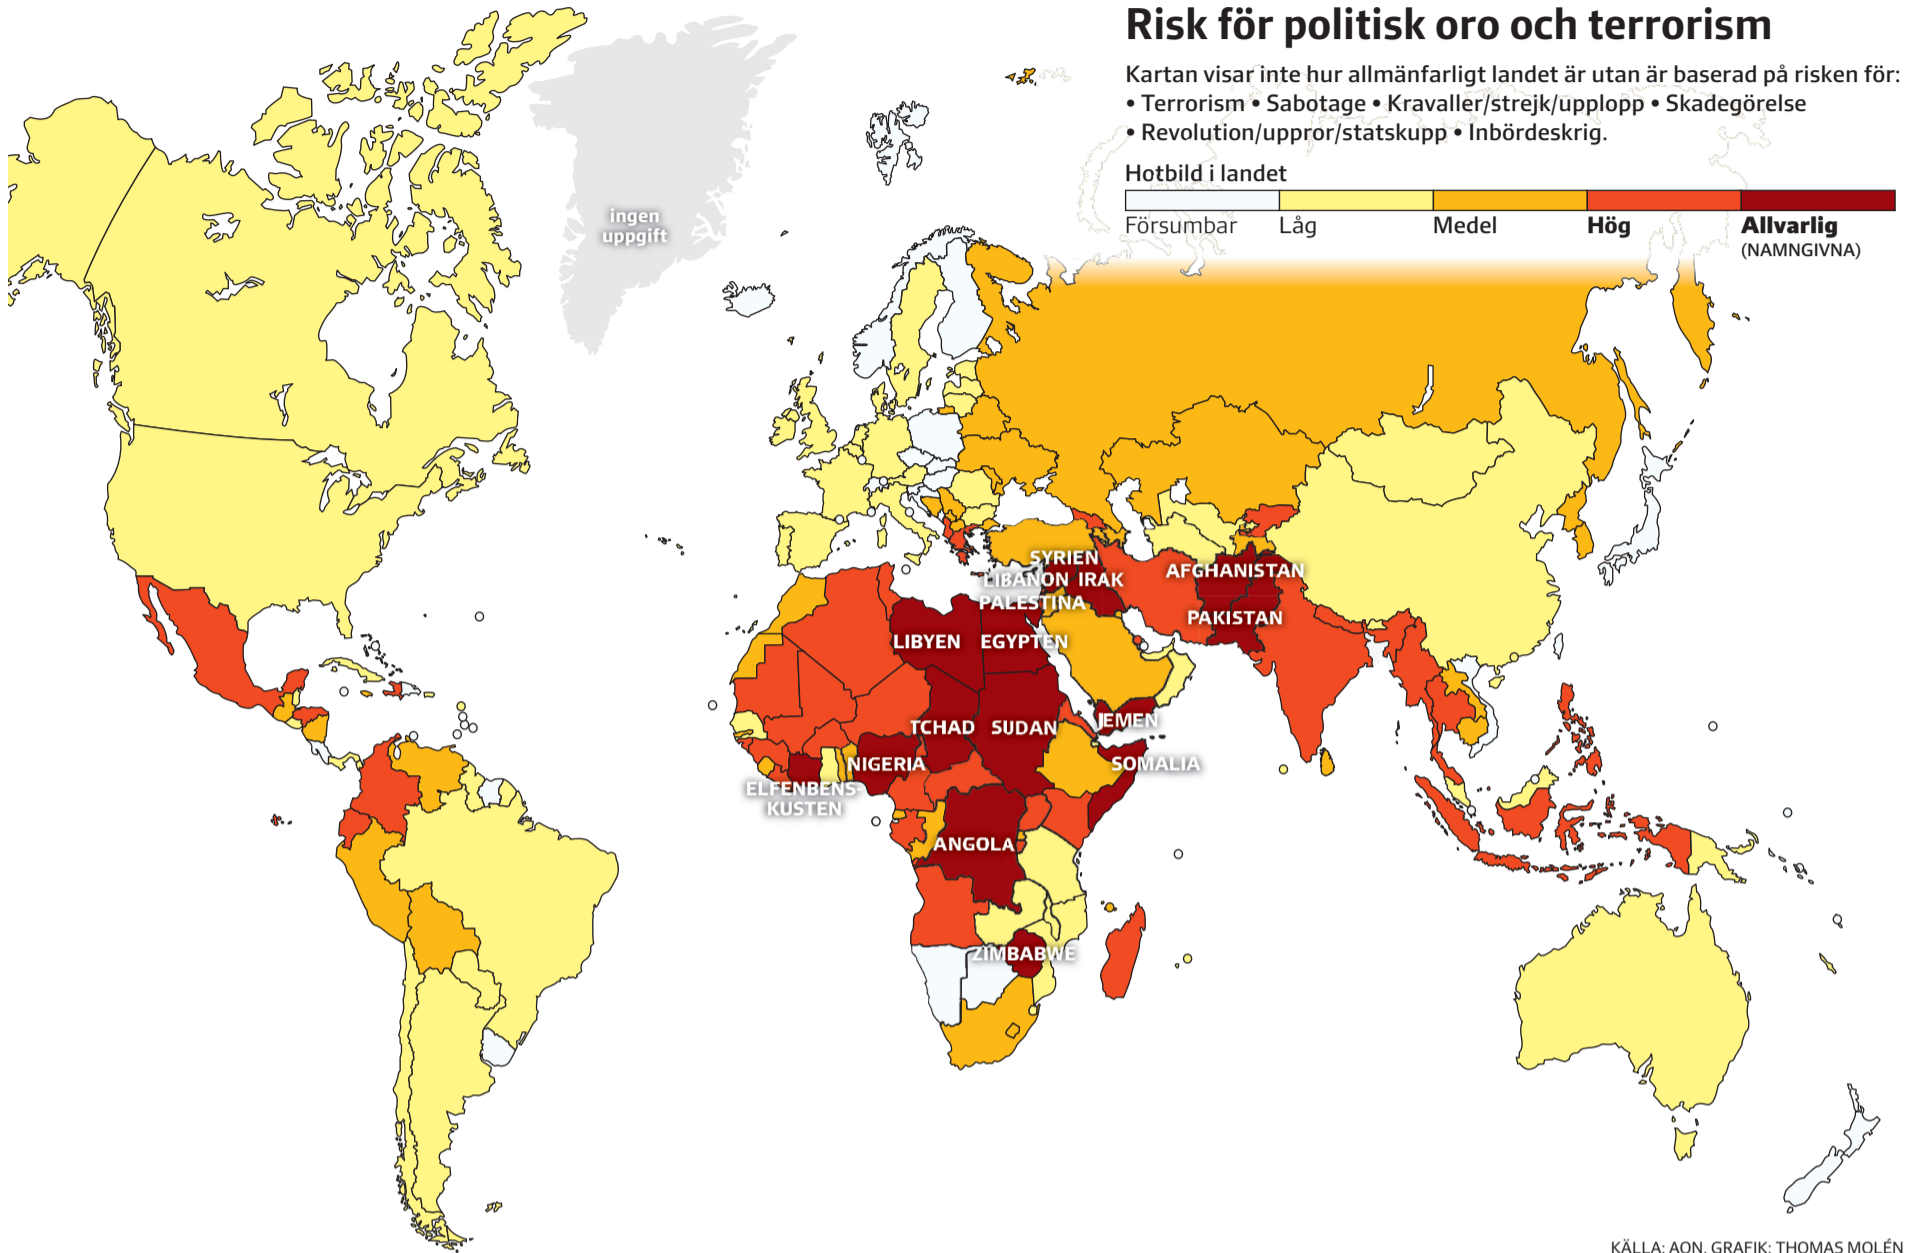 Risk för politisk oro och terrorism
Kartan visar inte hur allmänfarligt landet är utan är baserad på risken för:
• Terrorism • Sabotage • Kravaller/strejk/upplopp • Skadegörelse
• Revolution/uppror/statskupp • Inbördeskrig.
Hotbild i landet
Försumbar Låg Medel Hög Allvarlig
(NAMNGIVNA)
ingen
uppgift
SYRIEN
LIBANON IRAK
PALESTINA
AFGHANISTAN
PAKISTAN
LIBYEN EGYPTEN
TCHAD SUDAN JEMEN
NIGERIA SOMALIA
ELFENBENS-
KUSTEN
ANGOLA
ZIMBABWE
KÄLLA: AON. GRAFIK: THOMAS MOLÉN